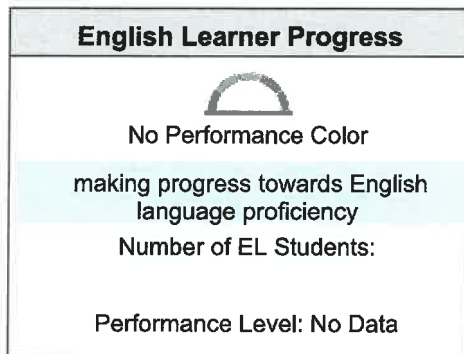 English Learner Progress
No Performance Color
making progress towards English
language proficiency
Number of EL Students:
Performance Level: No Data